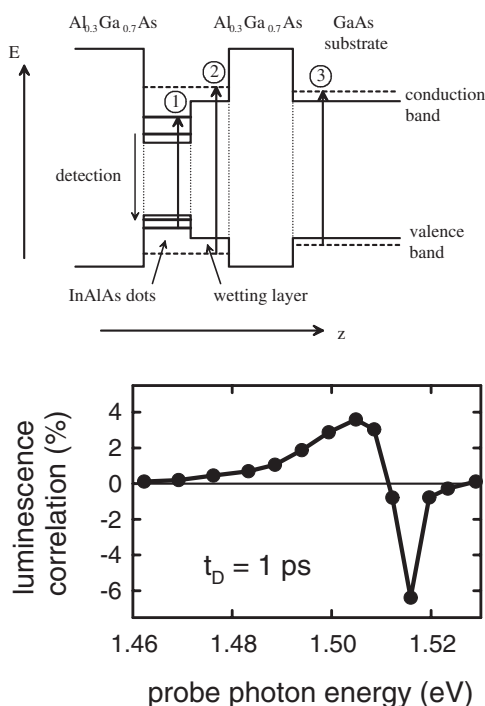 Al0.3Ga0.7As Al0.3Ga0.7As GaAs
substrate
E
1 2 3
conduction
band
detection
valence
band
InAlAs dots wetting layer
z
luminescence
correlation (%)
4
2
0
-2
-4
-6
tD = 1 ps
1.46 1.48 1.50 1.52
probe photon energy (eV)